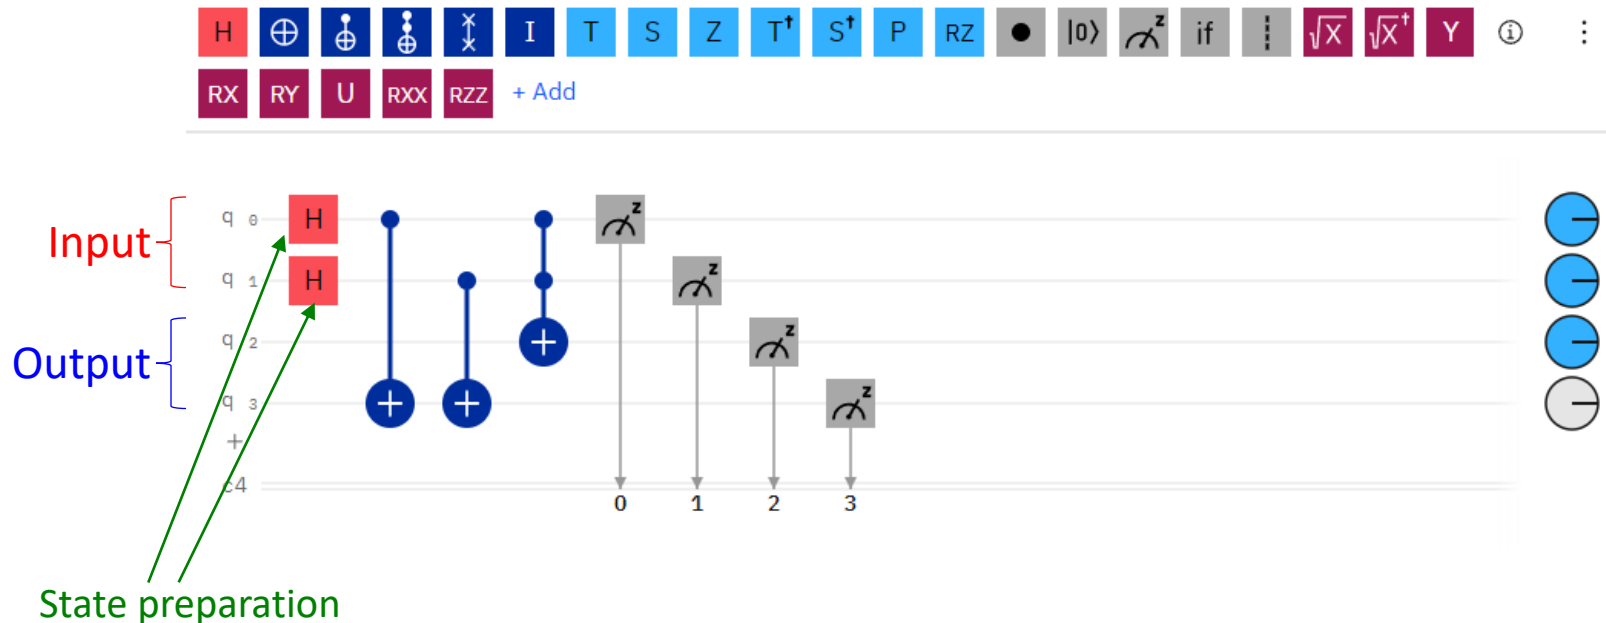 H T S Z T† S† P RZ |0⟩ z if √X √X† Y i
I
RX RY U RXX RZZ + Add
Input
q 0 H z
q 1 H z
Output
q 2 z
q 3 z
+
c4
0 1 2 3
State preparation